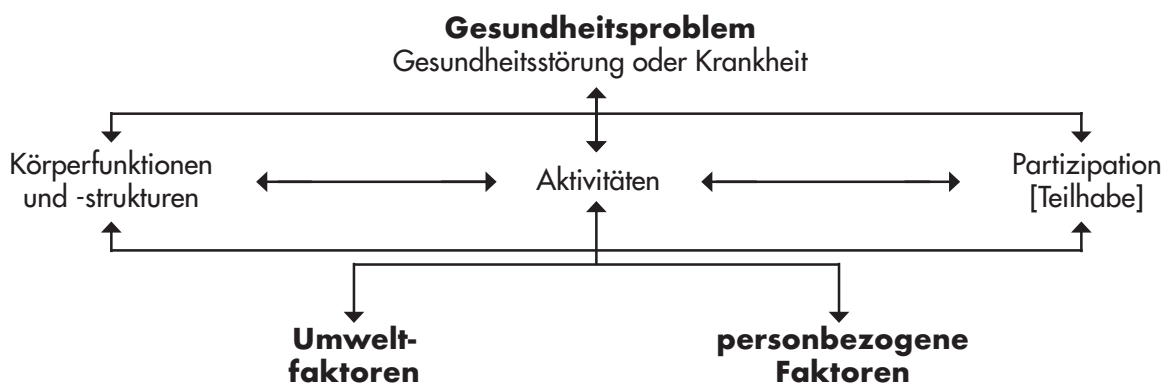 Gesundheitsproblem
Gesundheitsstörung oder Krankheit
Körperfunktionen
und -strukturen
Aktivitäten
Partizipation
[Teilhabe]
Umwelt-
faktoren
personbezogene
Faktoren